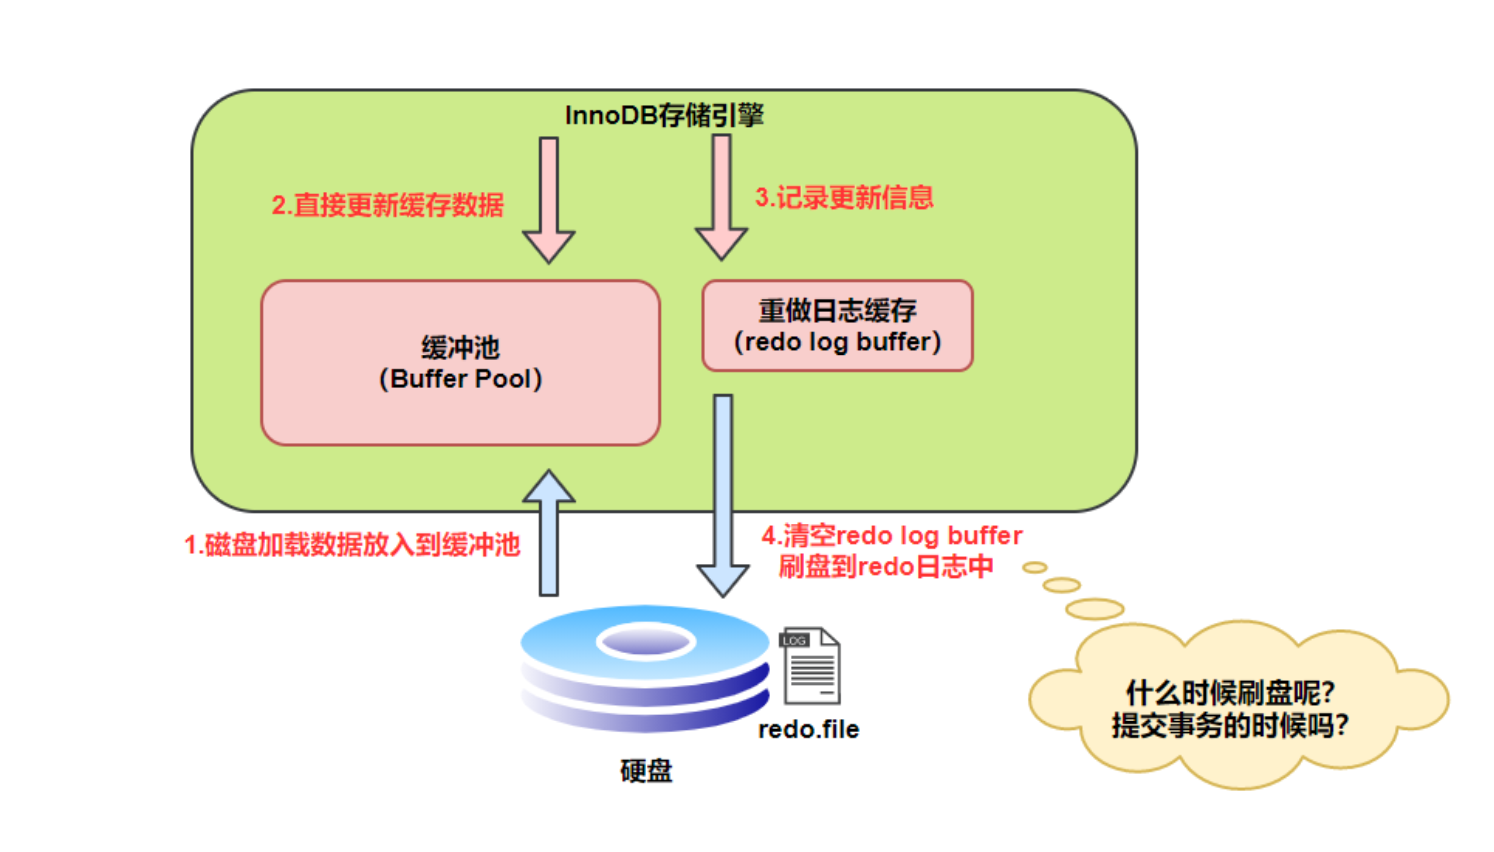 InnoDB存储引擎
2.直接更新缓存数据
3.记录更新信息
缓冲池
（Buffer Pool）
重做日志缓存
（redo log buffer）
1.磁盘加载数据放入到缓冲池
4.清空redo log buffer
刷盘到redo日志中
LOG
redo.file
硬盘
什么时候刷盘呢？
提交事务的时候吗？